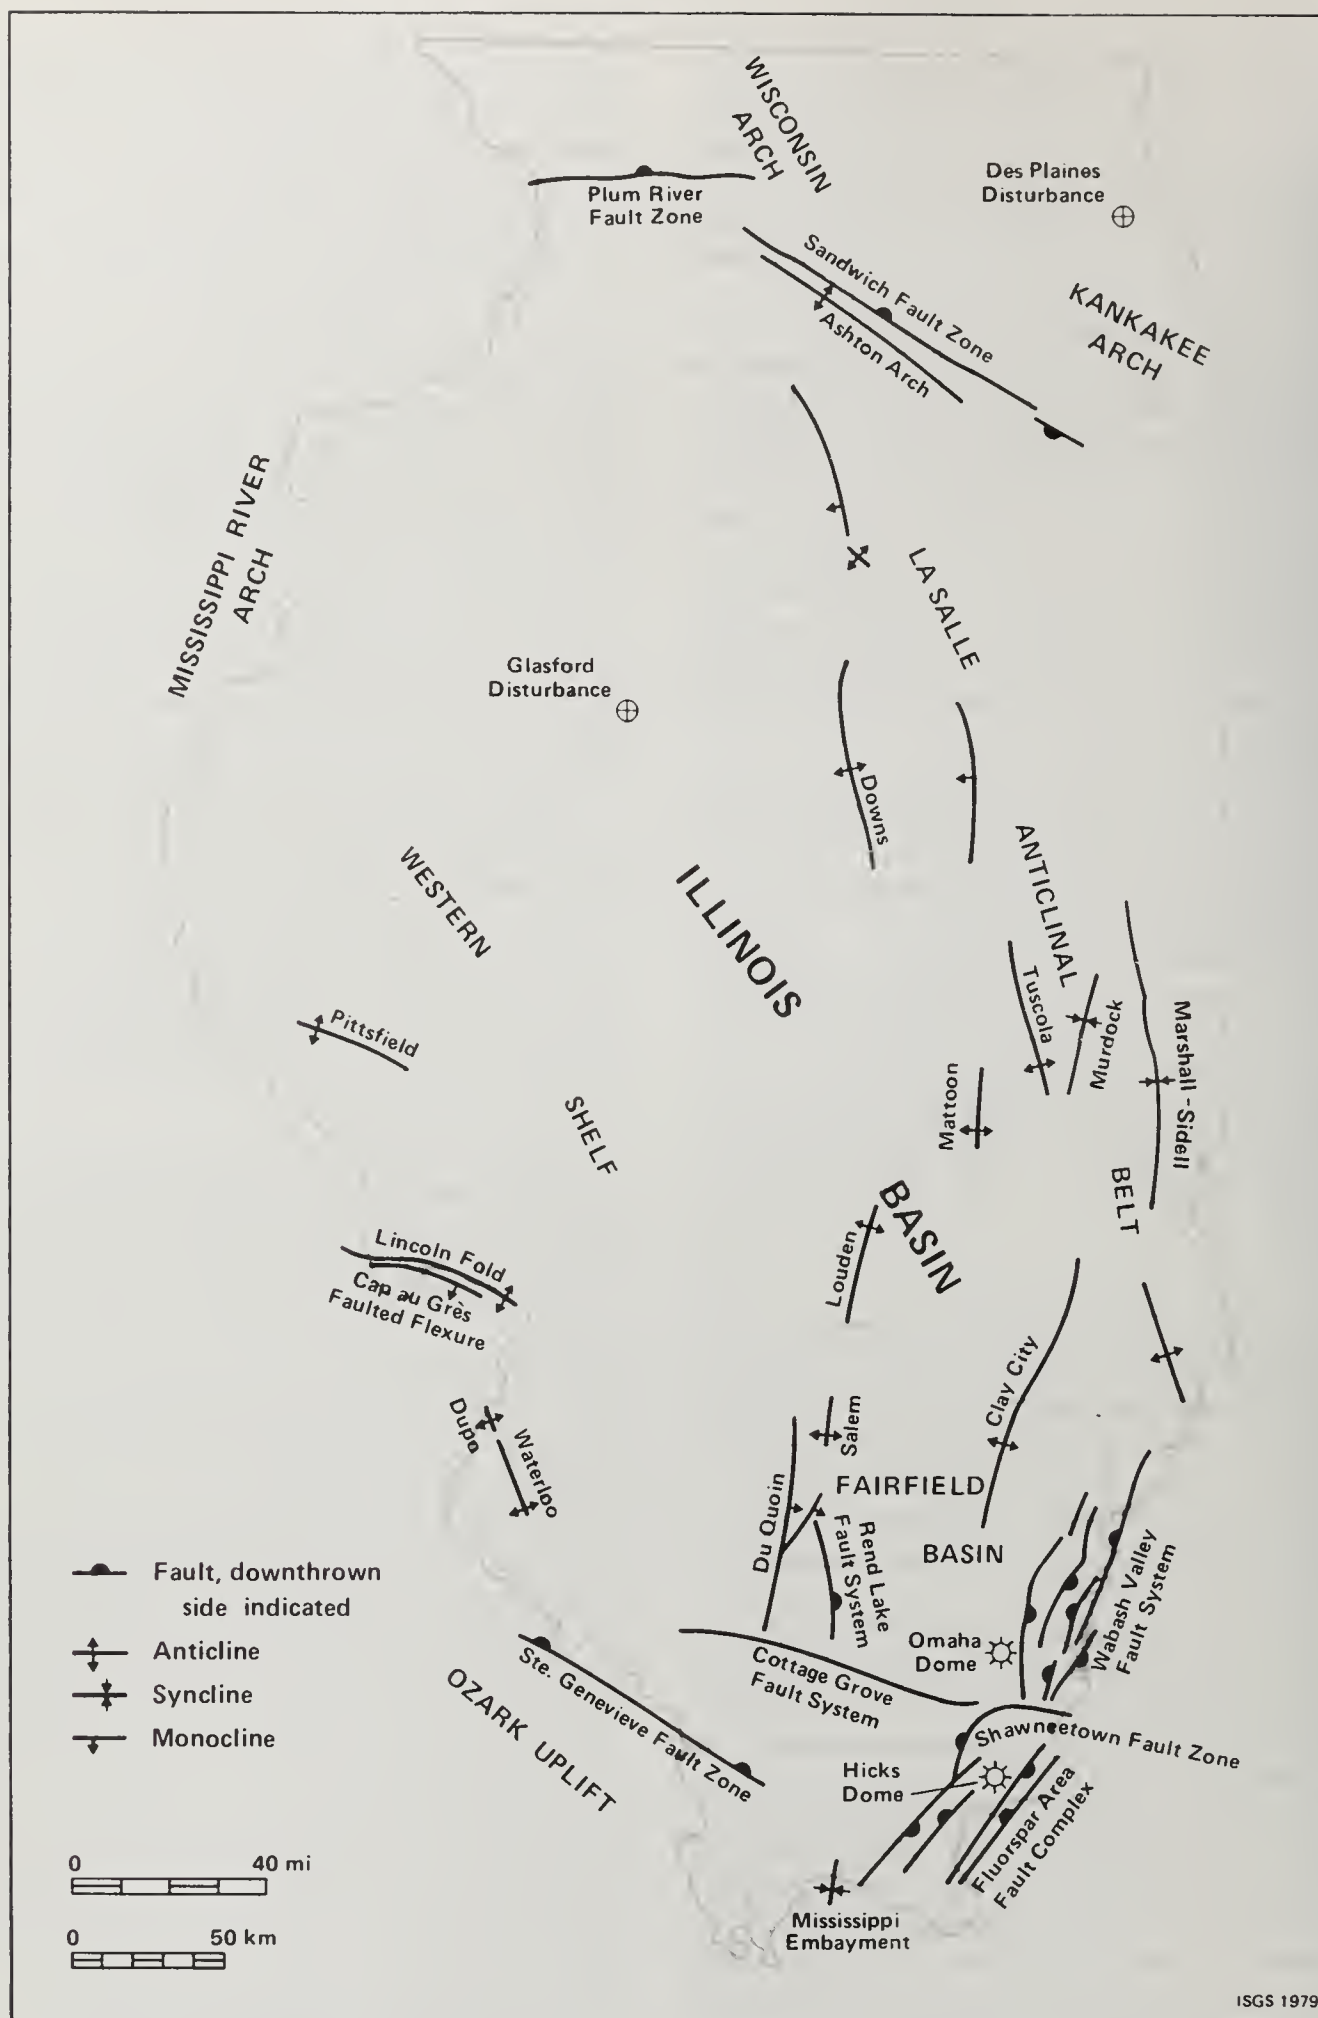 WISCONSIN
ARCH
Plum River
Fault Zone
Des Plaines
Disturbance
Sandwich Fault Zone
Ashton Arch
KANKAKEE
ARCH
MISSISSIPPI RIVER
ARCH
LA SALLE
Glasford
Disturbance
Downs
ANTICLINAL
WESTERN
ILLINOIS
Tuscola
Murdock
Marshall - Sidell
Pittsfield
Mattoon
SHELF
BELT
BASIN
Louden
Lincoln Fold
Cap au Grès
Faulted Flexure
Clay City
Dupo
Waterloo
Salem
Du Quoin
FAIRFIELD
BASIN
Rend Lake
Fault System
Wabash Valley
Fault System
Fault, downthrown
side indicated
Anticline
Syncline
Monocline
Omaha
Dome
Cottage Grove
Fault System
Ste. Genevieve Fault Zone
OZARK UPLIFT
Shawneetown Fault Zone
Hicks
Dome
Fluorspar Area
Fault Complex
0 40 mi
0 50 km
Mississippi
Embayment
ISGS 1979